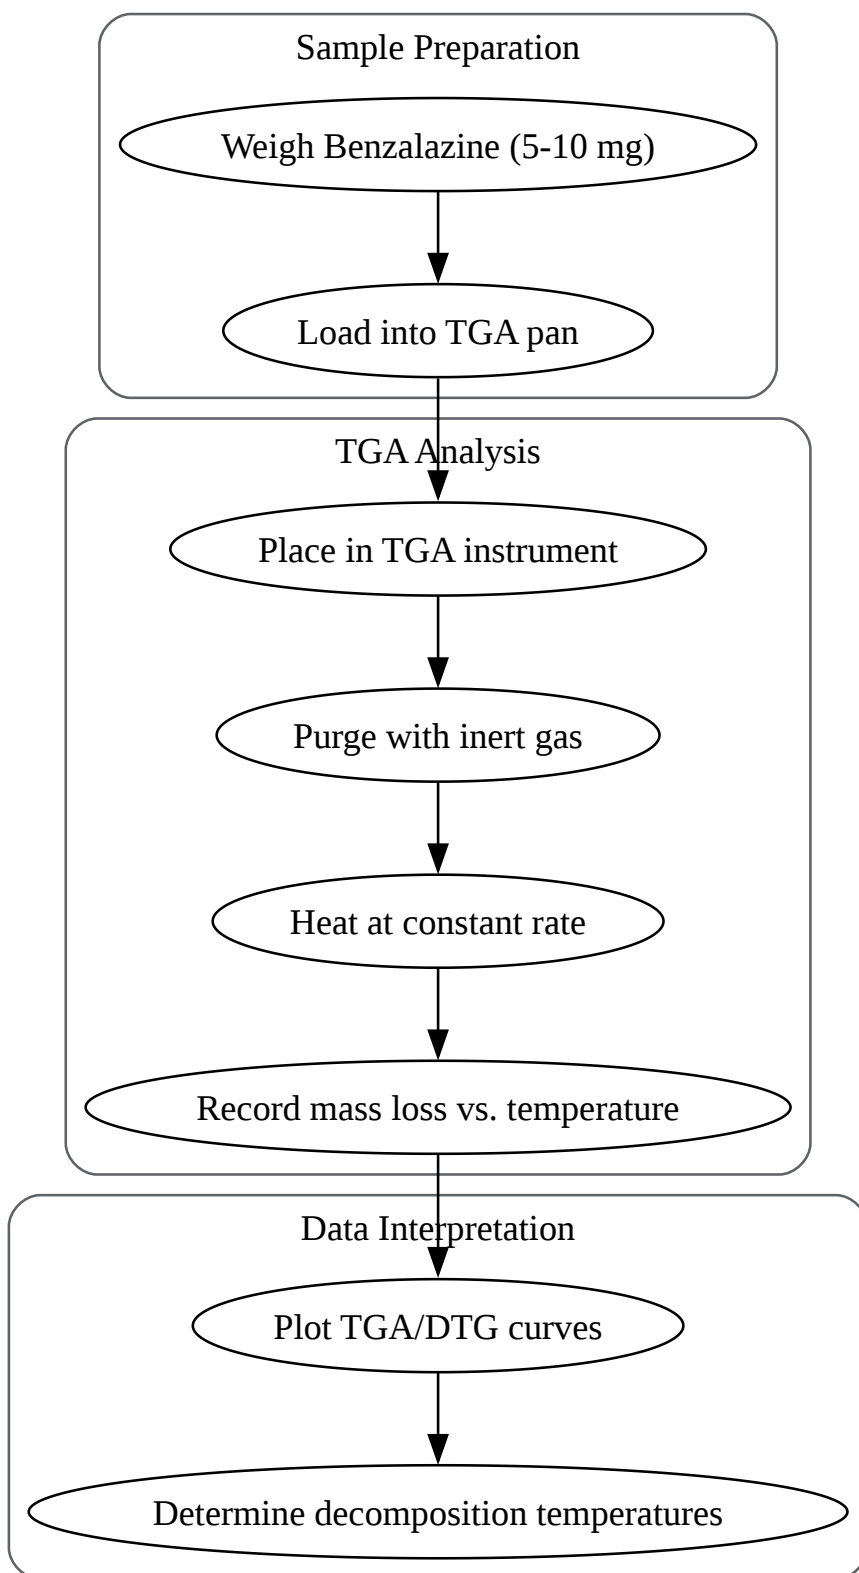 Sample Preparation
Weigh Benzalazine (5-10 mg)
Load into TGA pan
TGA Analysis
Place in TGA instrument
Purge with inert gas
Heat at constant rate
Record mass loss vs. temperature
Data Interpretation
Plot TGA/DTG curves
Determine decomposition temperatures